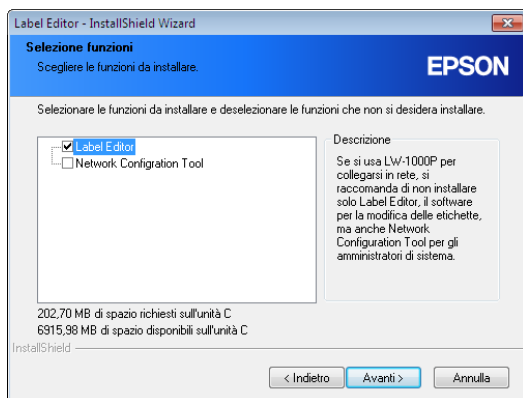 Label Editor - InstallShield Wizard
Selezione funzioni
Scegliere le funzioni da installare.
EPSON
Selezionare le funzioni da installare e deselezionare le funzioni che non si desidera installare.
Label Editor
Network Configration Tool
Descrizione
Se si usa LW-1000P per
collegarsi in rete, si
raccomanda di non installare
solo Label Editor, il software
per la modifica delle etichette,
ma anche Network
Configuration Tool per gli
amministratori di sistema.
202,70 MB di spazio richiesti sull'unità C
6915,98 MB di spazio disponibili sull'unità C
InstallShield
< Indietro
Avanti >
Annulla